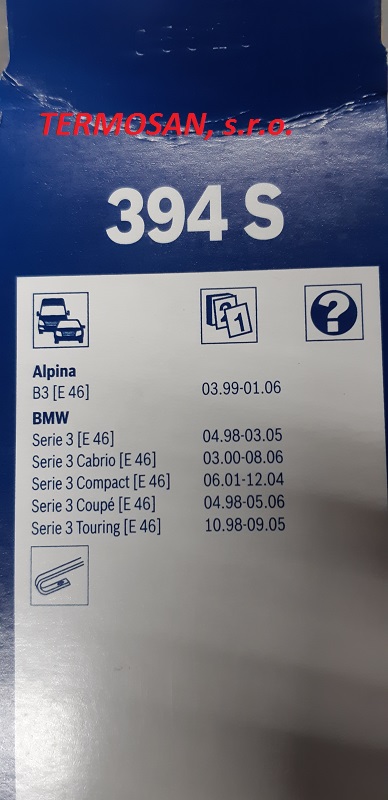 TERMOSAN, s.r.o.
394 S
2 1
?
Alpina
B3 [E 46] 03.99-01.06
BMW
Serie 3 [E 46] 04.98-03.05
Serie 3 Cabrio [E 46] 03.00-08.06
Serie 3 Compact [E 46] 06.01-12.04
Serie 3 Coupé [E 46] 04.98-05.06
Serie 3 Touring [E 46] 10.98-09.05